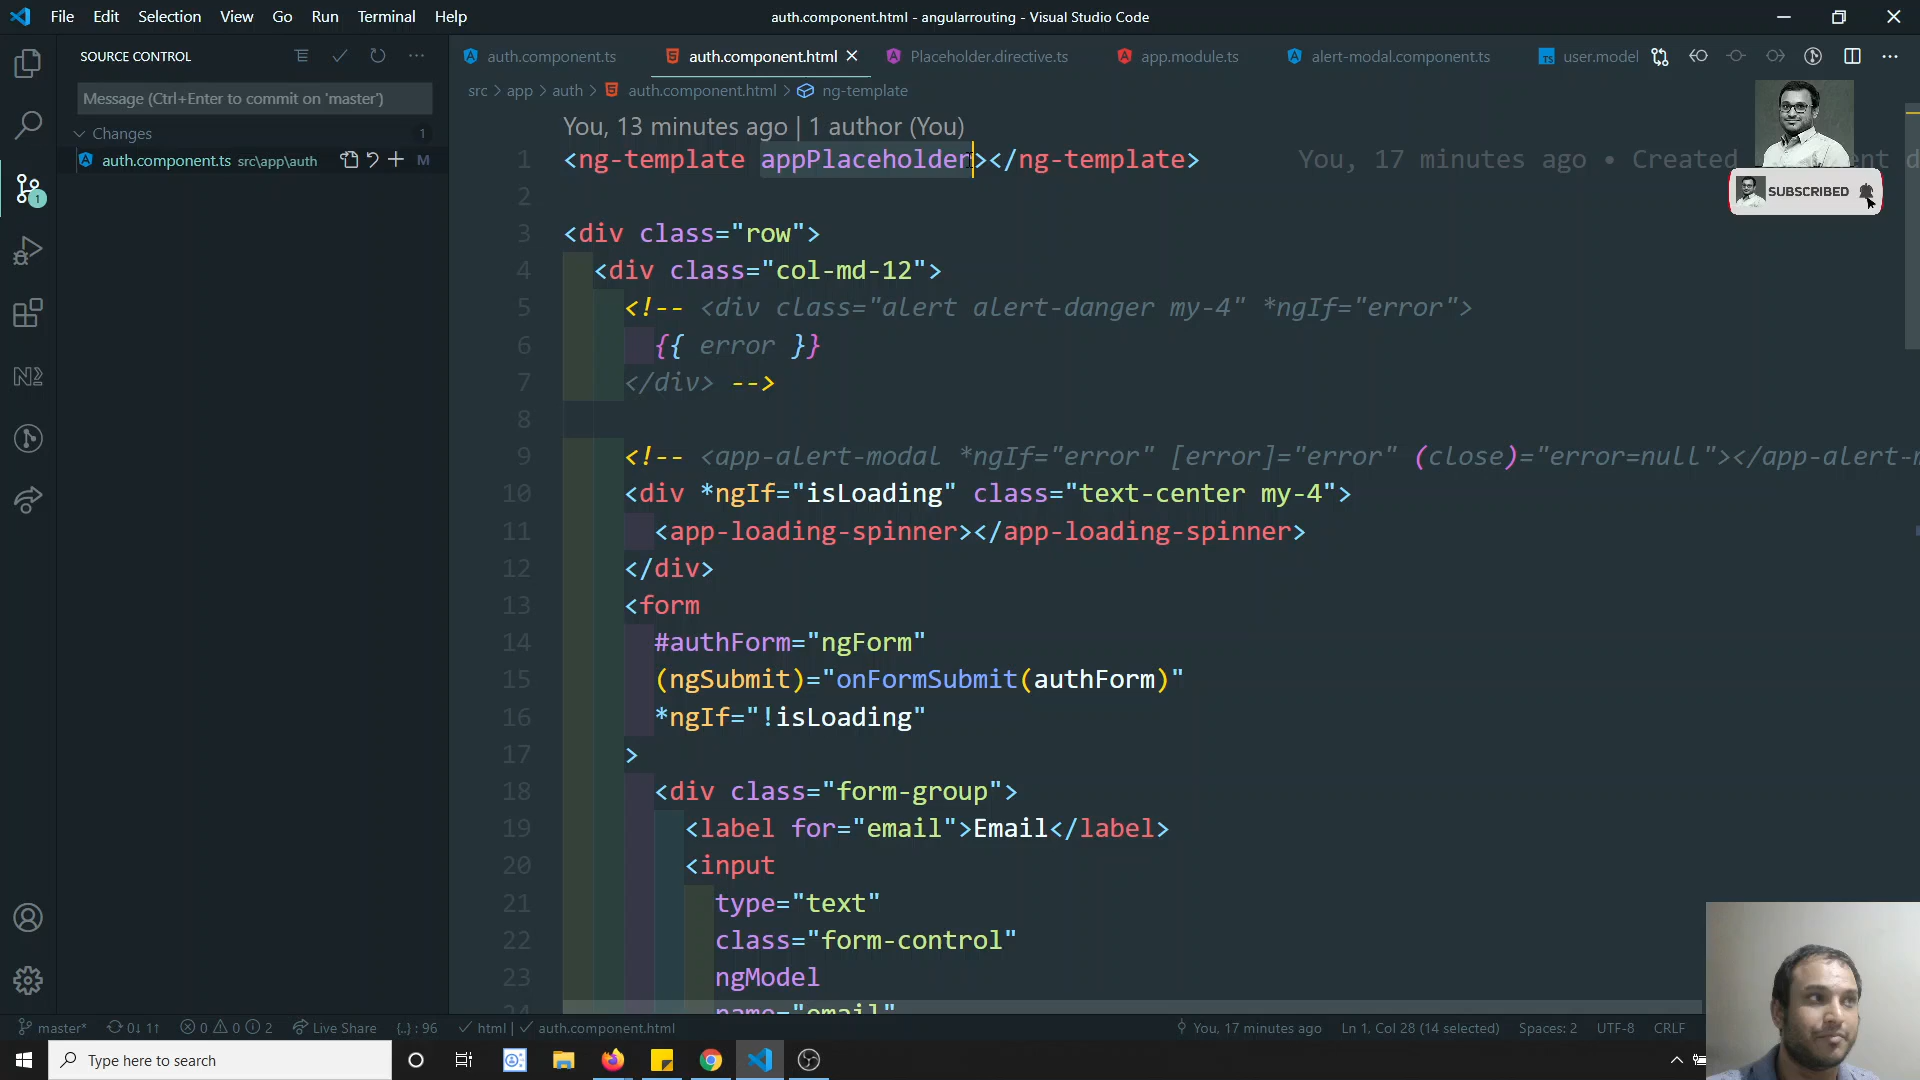 File Edit Selection View Go Run Terminal Help
auth.component.html - angularrouting - Visual Studio Code
SOURCE CONTROL
auth.component.ts auth.component.html Placeholder.directive.ts app.module.ts alert-modal.component.ts user.model
Message (Ctrl+Enter to commit on 'master')
src > app > auth > auth.component.html > ng-template
Changes 1
auth.component.ts src\app\auth M
You, 13 minutes ago | 1 author (You)
1 <ng-template appPlaceholder></ng-template> You, 17 minutes ago • Created
2
3 <div class="row">
4 <div class="col-md-12">
5 <!-- <div class="alert alert-danger my-4" *ngIf="error">
6 {{ error }}
7 </div> -->
8
9 <!-- <app-alert-modal *ngIf="error" [error]="error" (close)="error=null"></app-alert-
10 <div *ngIf="isLoading" class="text-center my-4">
11 <app-loading-spinner></app-loading-spinner>
12 </div>
13 <form
14 #authForm="ngForm"
15 (ngSubmit)="onFormSubmit(authForm)"
16 *ngIf="!isLoading"
17 >
18 <div class="form-group">
19 <label for="email">Email</label>
20 <input
21 type="text"
22 class="form-control"
23 ngModel
24 name="email"
SUBSCRIBED
1
master* 0↓ 1↑ 0 0 2 Live Share {..} : 96 html | auth.component.html You, 17 minutes ago Ln 1, Col 28 (14 selected) Spaces: 2 UTF-8 CRLF
Type here to search